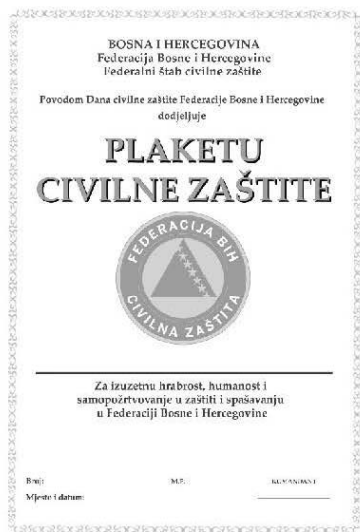 BOSNA I HERCEGOVINA
Federacija Bosne i Hercegovine
Federalni štab civilne zaštite
Povodom Dana civilne zaštite Federacije Bosne i Hercegovine
dodjeljuje
PLAKETU
CIVILNE ZAŠTITE
FEDERACIJA BIH
CIVILNA ZAŠTITA
Za izuzetnu hrabrost, humanost i
samopožrtvovanje u zaštiti i spašavanju
u Federaciji Bosne i Hercegovine
Broj: M.P. KOMANDANT
Mjesto i datum: